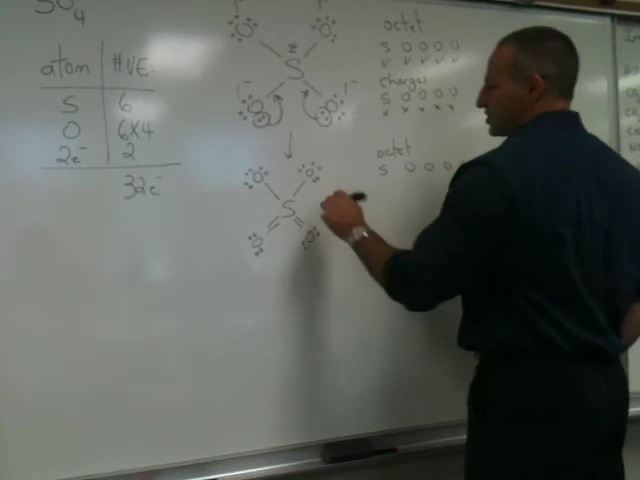 SO4
atom #VE.
S 6
O 6x4
2e⁻ 2
32e⁻
O O
S
O O
O O
S
O O
octet
S O O O O
v v v v v
charges
S O O O O
x x x x x
octet
S O O O